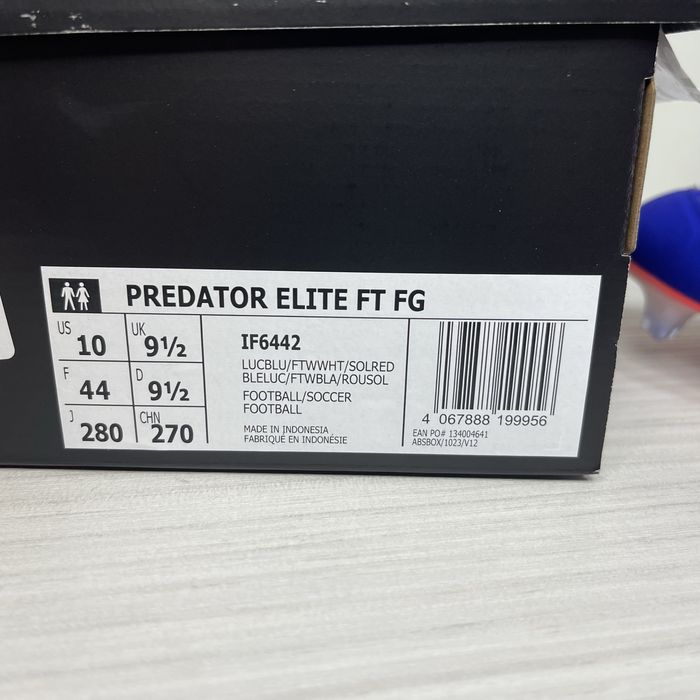 PREDATOR ELITE FT FG
US 10 UK 9½
F 44 D 9½
J 280 CHN 270
IF6442
LUCBLU/FTWWHT/SOLRED
BLELUC/FTWBLA/ROUSOL
FOOTBALL/SOCCER
FOOTBALL
MADE IN INDONESIA
FABRIQUÉ EN INDONÉSIE
4 067888 199956
EAN PO# 134004641
ABSBOX/1023/V12